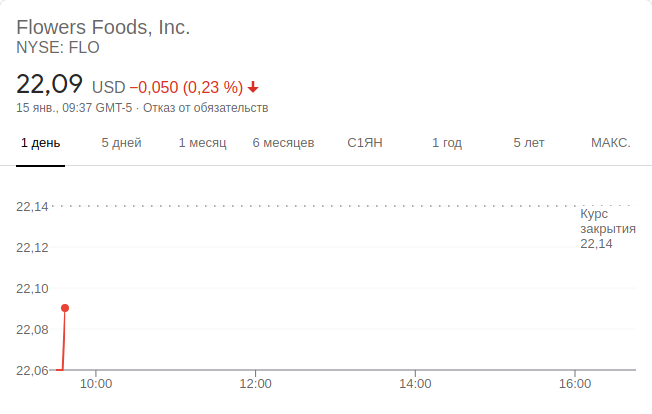 Flowers Foods, Inc.
NYSE: FLO
22,09 USD −0,050 (0,23 %)
15 янв., 09:37 GMT-5 · Отказ от обязательств
1 день 5 дней 1 месяц 6 месяцев С1ЯН 1 год 5 лет МАКС.
22,14
Курс
закрытия
22,14
22,12
22,10
22,08
22,06
10:00 12:00 14:00 16:00